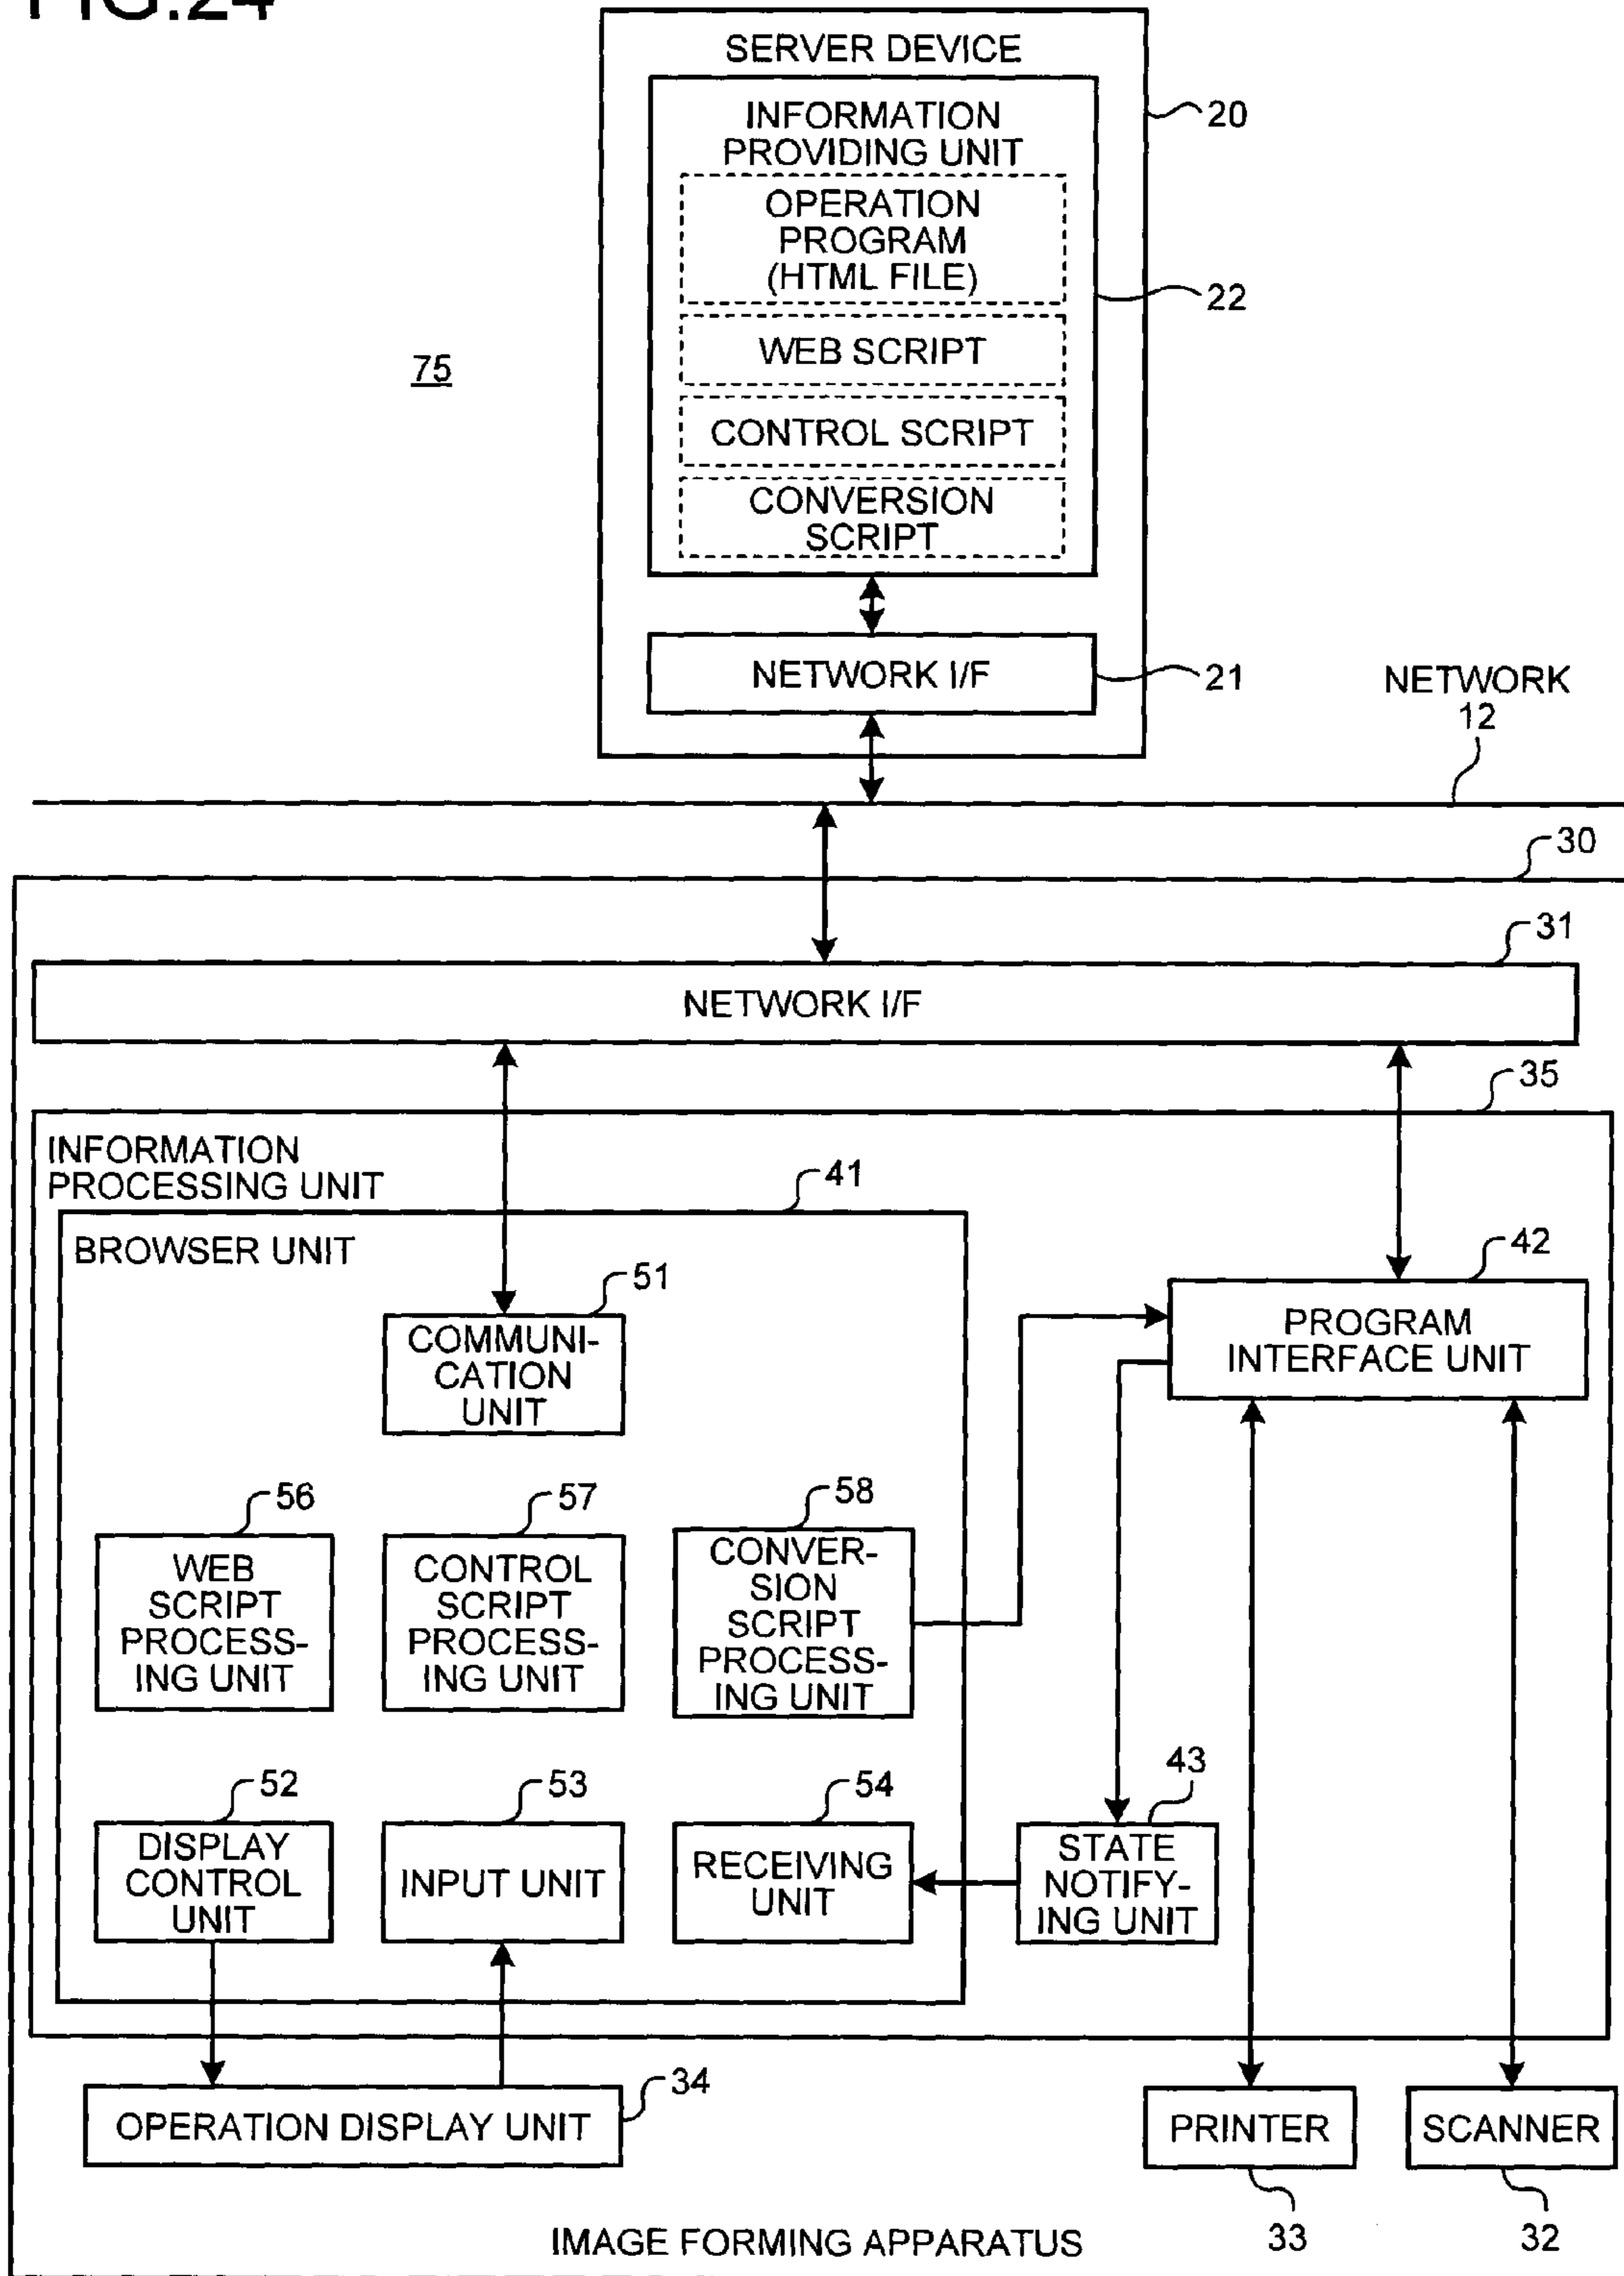 FIG.24
SERVER DEVICE
INFORMATION
PROVIDING UNIT
20
OPERATION
PROGRAM
(HTML FILE)
22
WEB SCRIPT
75
CONTROL SCRIPT
CONVERSION
SCRIPT
NETWORK I/F
21
NETWORK
12
30
31
NETWORK I/F
35
INFORMATION
PROCESSING UNIT
41
BROWSER UNIT
42
51
COMMUNI-
CATION
UNIT
PROGRAM
INTERFACE UNIT
56
57
58
WEB
SCRIPT
PROCESS-
ING UNIT
CONTROL
SCRIPT
PROCESS-
ING UNIT
CONVER-
SION
SCRIPT
PROCESS-
ING UNIT
43
52
53
54
DISPLAY
CONTROL
UNIT
INPUT UNIT
RECEIVING
UNIT
STATE
NOTIFY-
ING UNIT
34
OPERATION DISPLAY UNIT
PRINTER
SCANNER
33
32
IMAGE FORMING APPARATUS